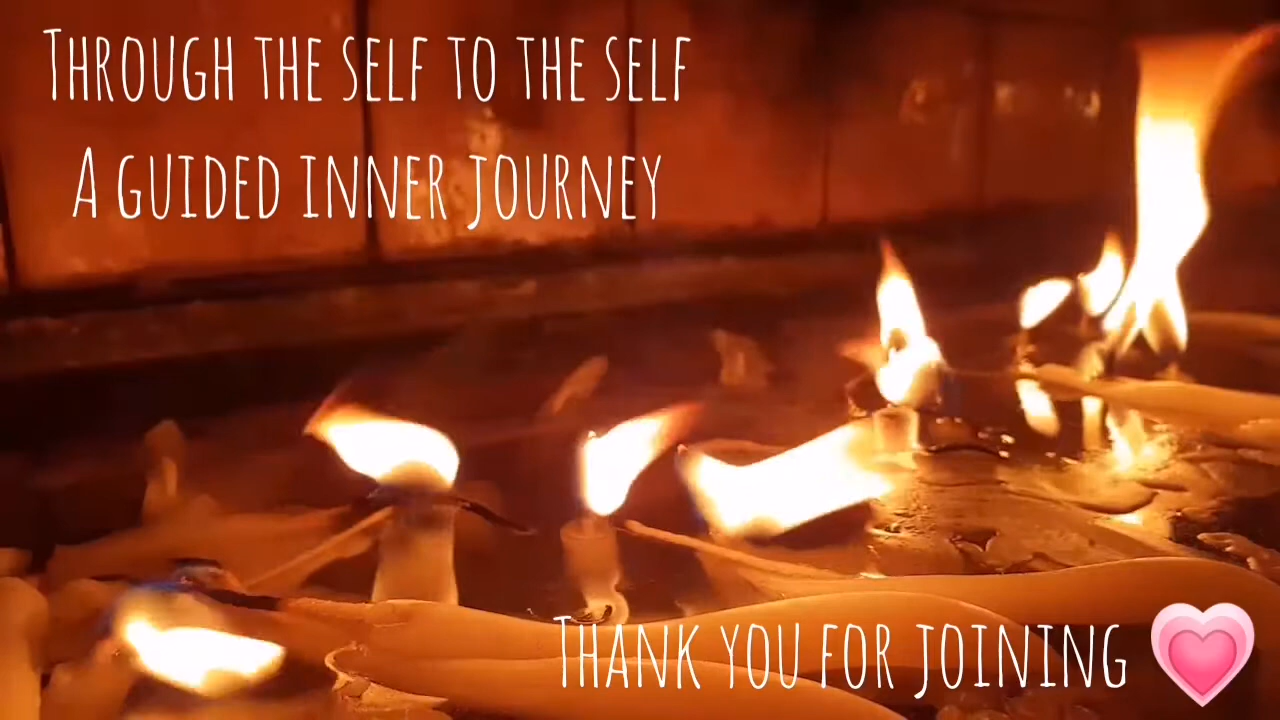 Through the self to the self
A guided inner journey
Thank you for joining 💗